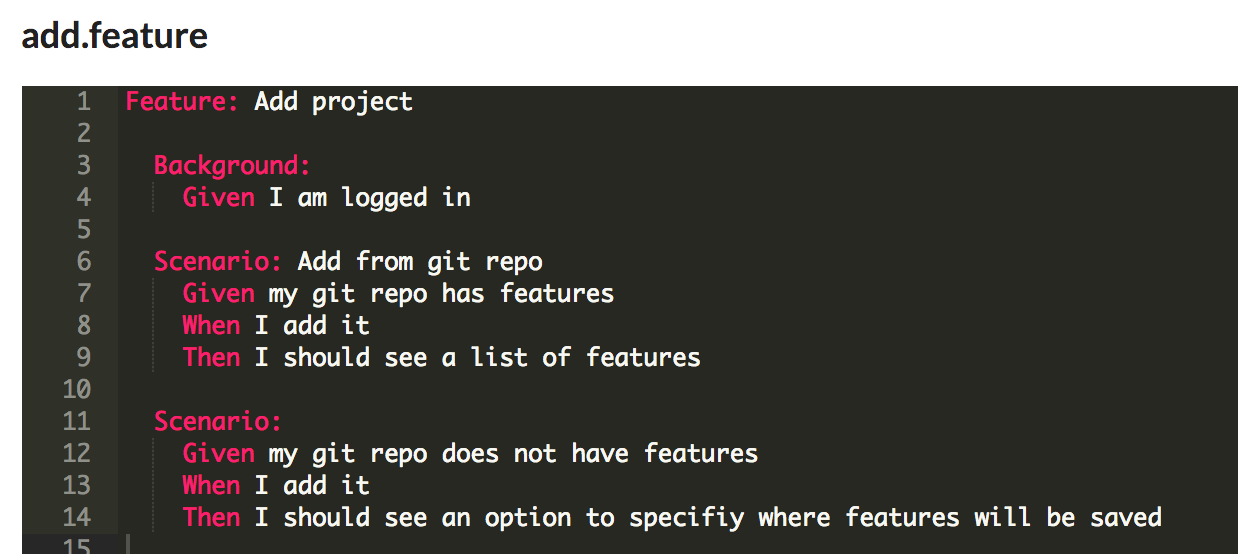 add.feature
1 Feature: Add project
2
3 Background:
4 Given I am logged in
5
6 Scenario: Add from git repo
7 Given my git repo has features
8 When I add it
9 Then I should see a list of features
10
11 Scenario:
12 Given my git repo does not have features
13 When I add it
14 Then I should see an option to specifiy where features will be saved
15